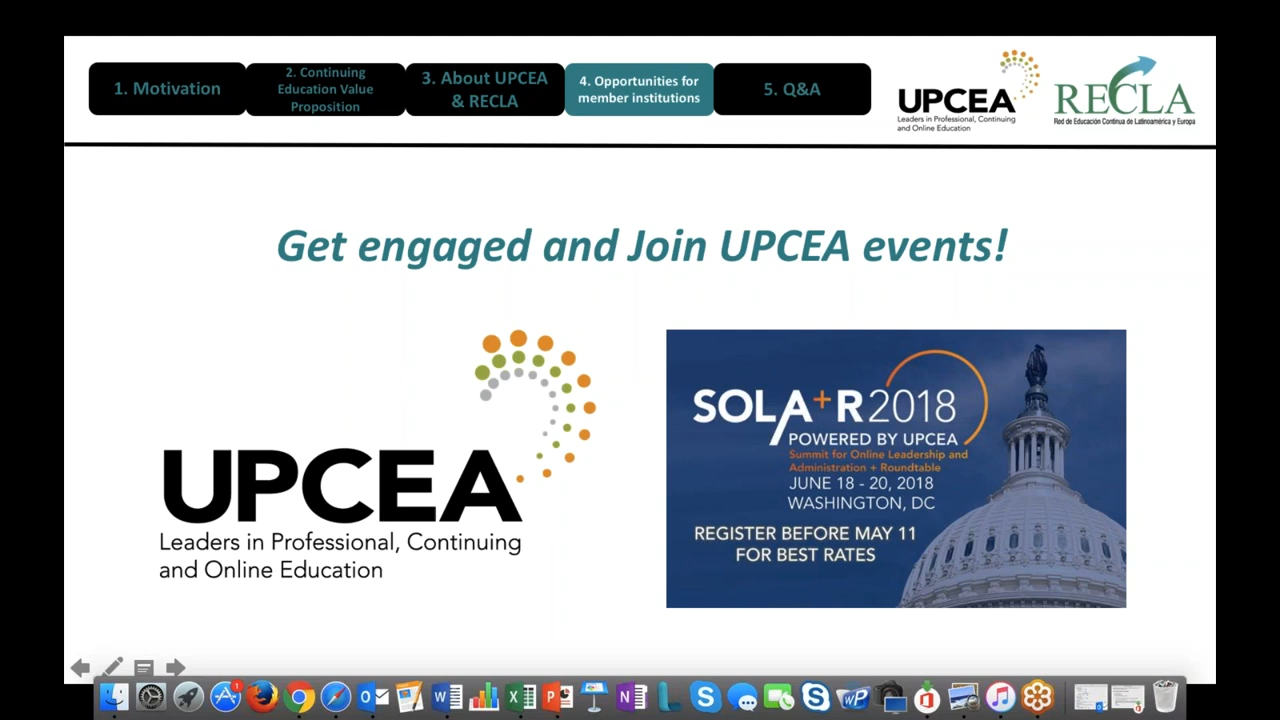 1. Motivation
2. Continuing
Education Value
Proposition
3. About UPCEA
& RECLA
4. Opportunities for
member institutions
5. Q&A
UPCEA
Leaders in Professional, Continuing
and Online Education
RECLA
Red de Educación Continua de Latinoamérica y Europa
Get engaged and Join UPCEA events!
UPCEA
Leaders in Professional, Continuing
and Online Education
SOLA+R 2018
POWERED BY UPCEA
Summit for Online Leadership and
Administration + Roundtable
JUNE 18 - 20, 2018
WASHINGTON, DC
REGISTER BEFORE MAY 11
FOR BEST RATES